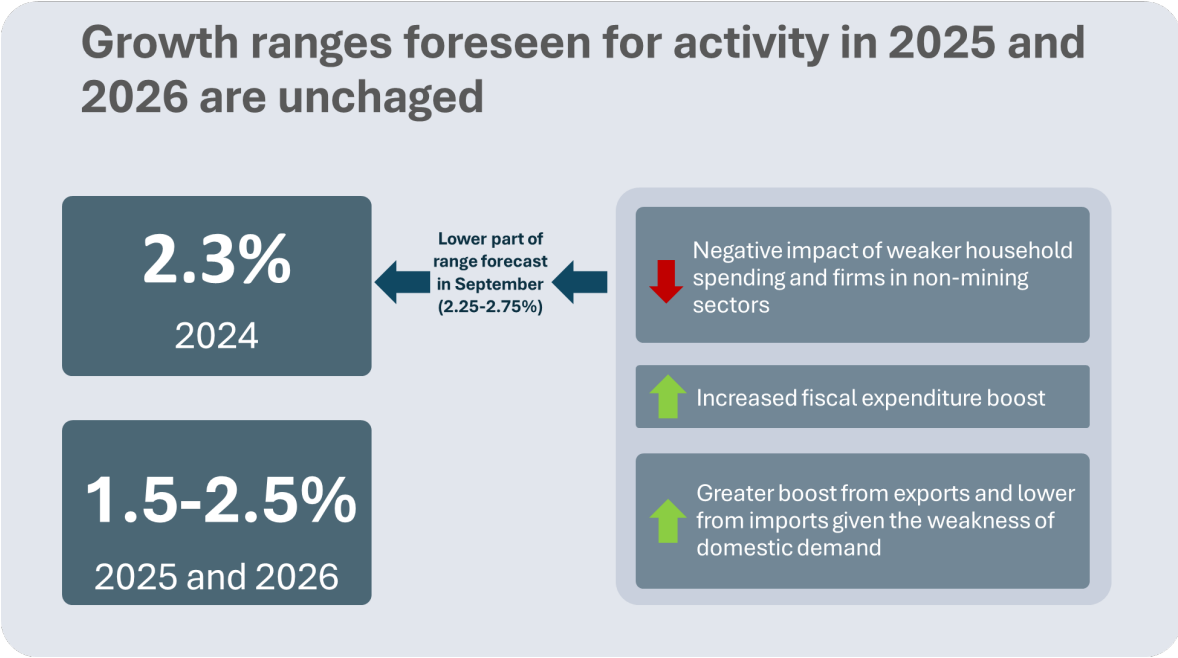 Growth ranges foreseen for activity in 2025 and
2026 are unchaged
2.3%
2024
Lower part of
range forecast
in September
(2.25-2.75%)
Negative impact of weaker household
spending and firms in non-mining
sectors
Increased fiscal expenditure boost
Greater boost from exports and lower
from imports given the weakness of
domestic demand
1.5-2.5%
2025 and 2026